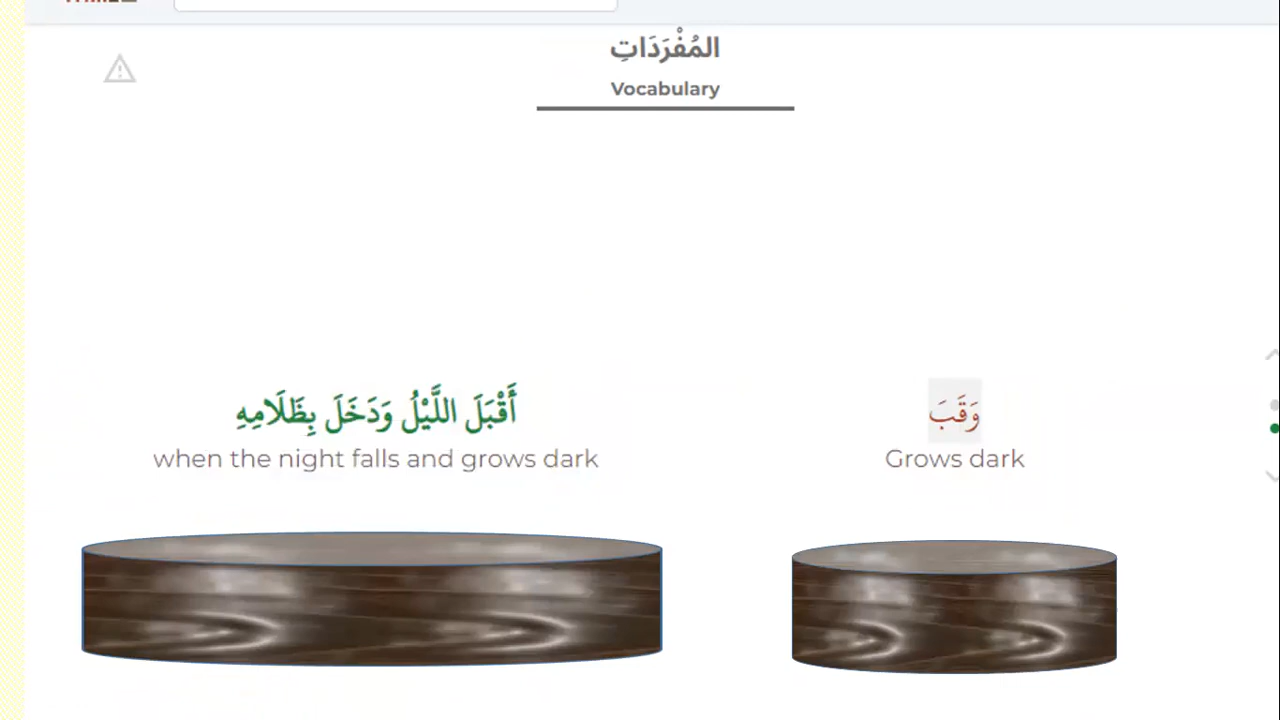 المُفْرَدَاتِ
Vocabulary
وَقَبَ
Grows dark
أَقْبَلَ اللَّيْلُ وَدَخَلَ بِظَلَامِهِ
when the night falls and grows dark